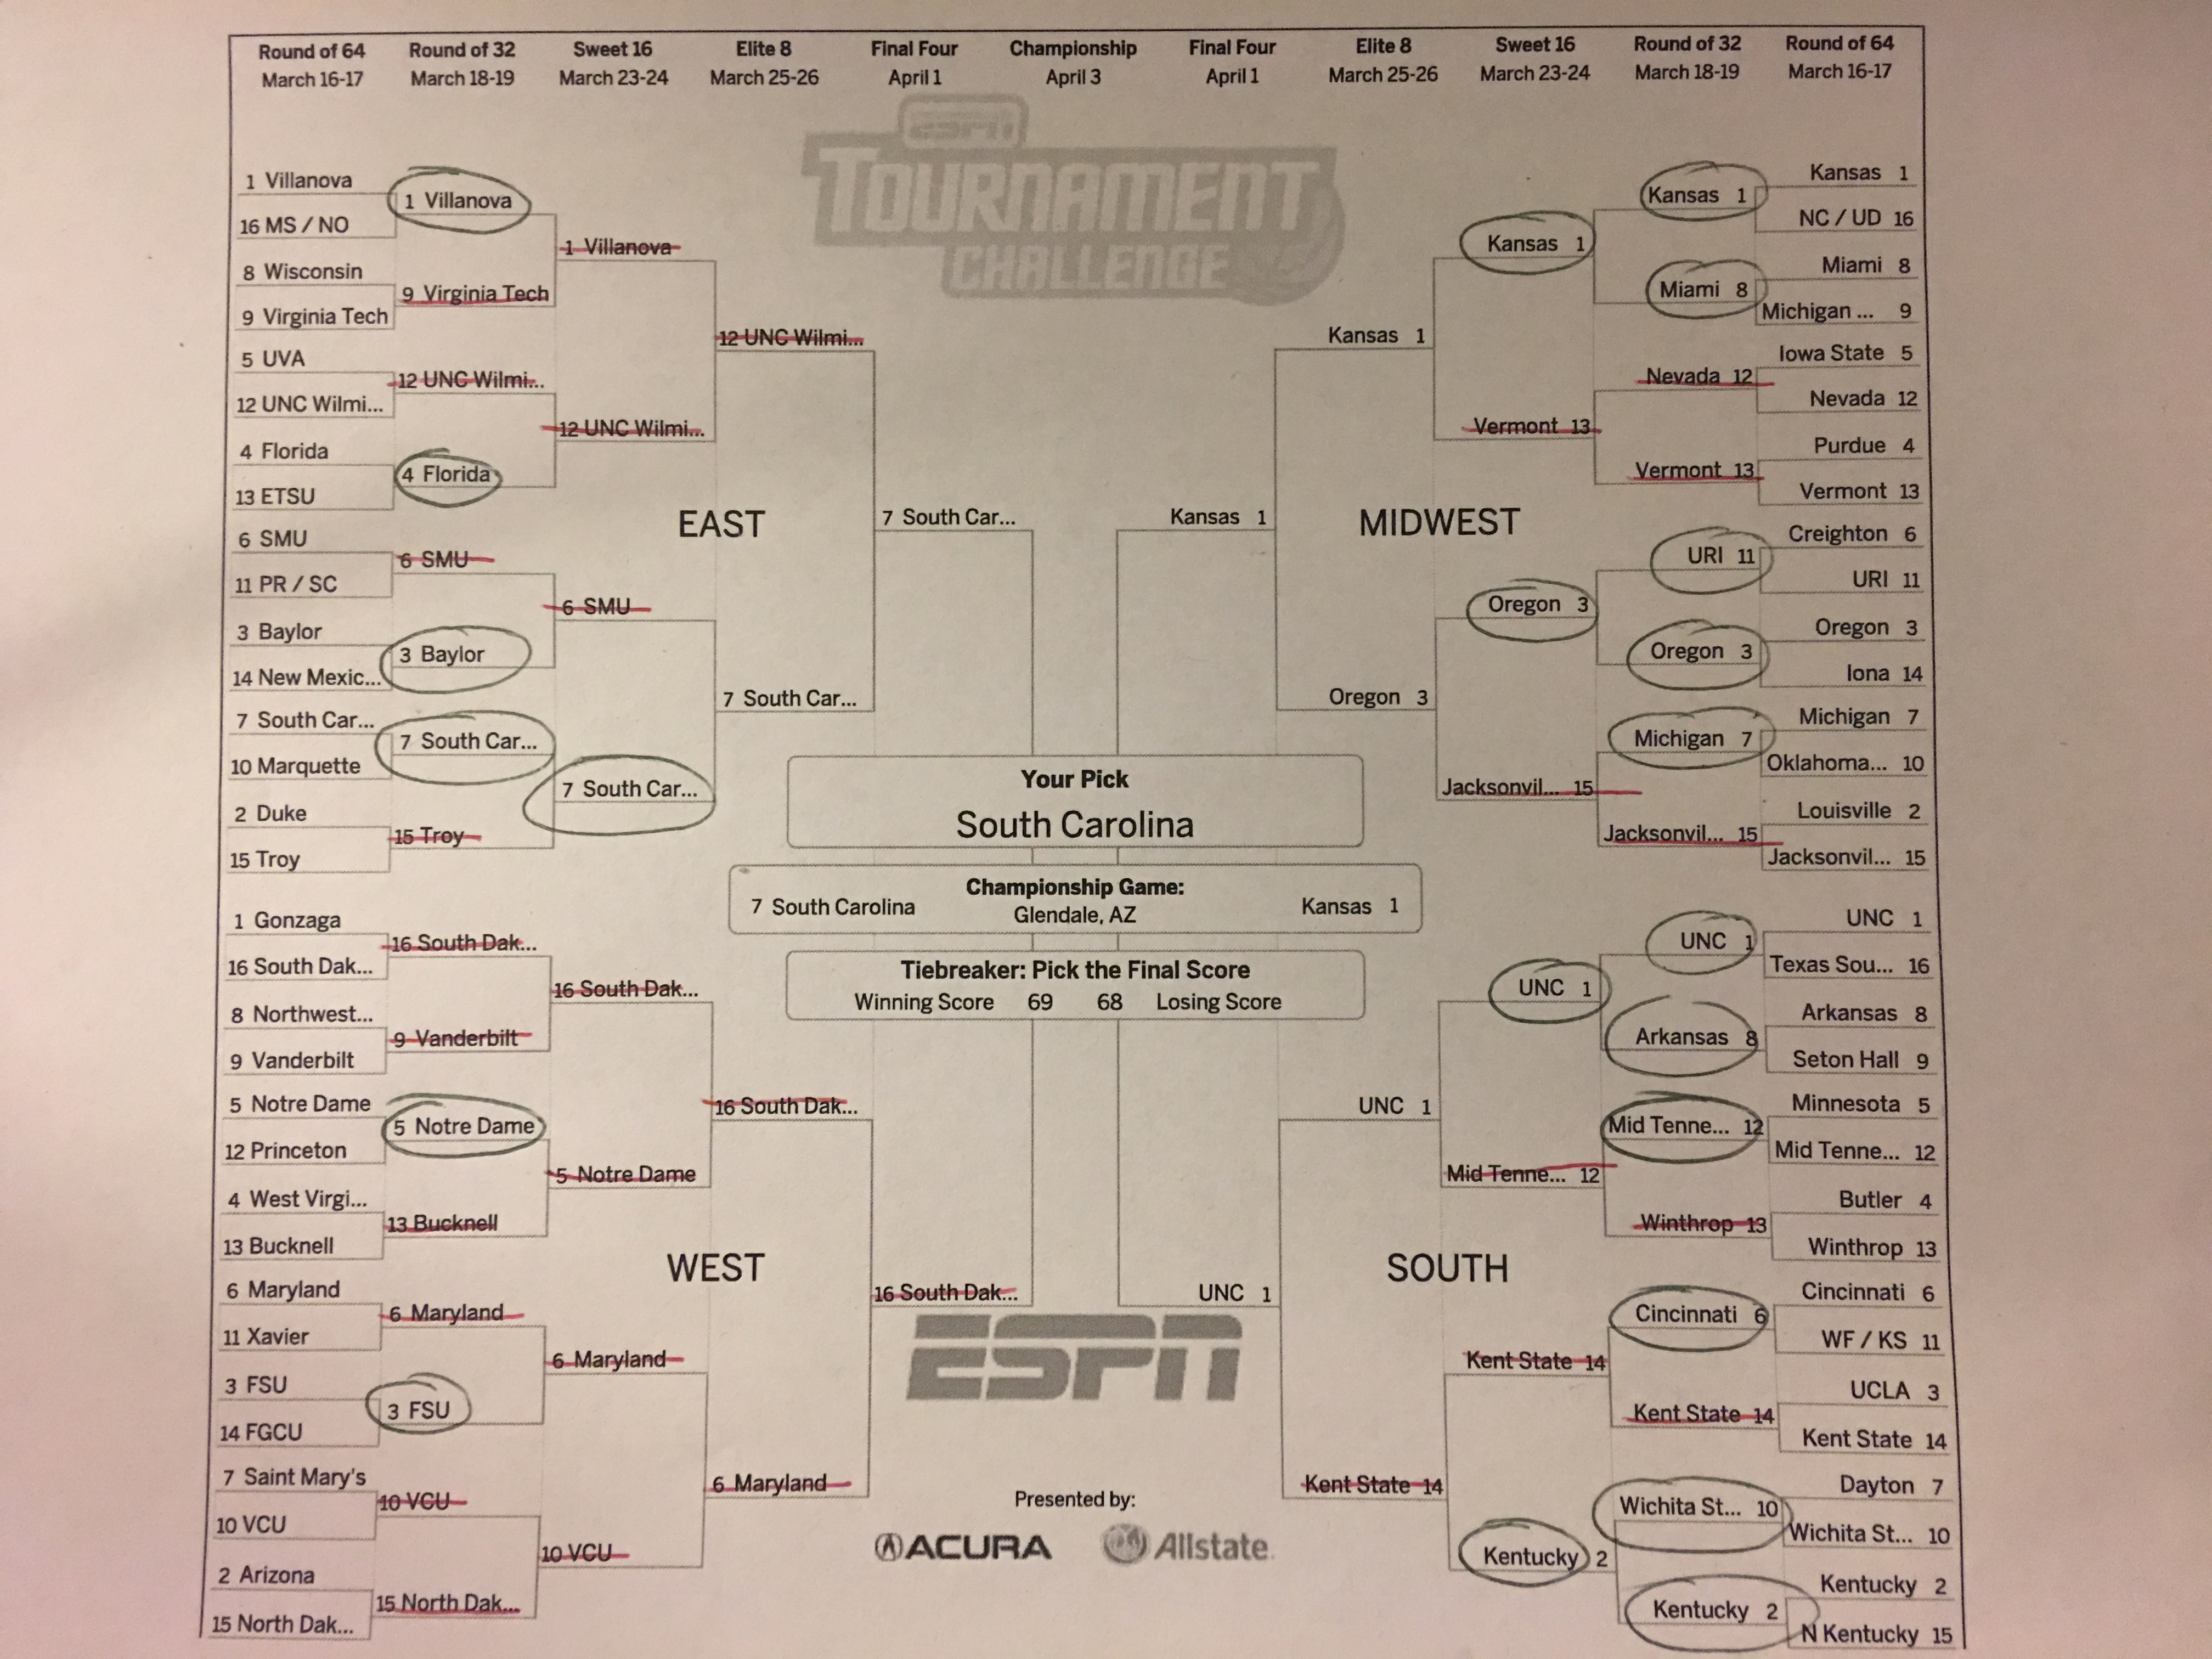 Round of 64 Round of 32 Sweet 16 Elite 8 Final Four Championship Final Four Elite 8 Sweet 16 Round of 32 Round of 64
March 16-17 March 18-19 March 23-24 March 25-26 April 1 April 3 April 1 March 25-26 March 23-24 March 18-19 March 16-17
ESPN
TOURNAMENT
CHALLENGE
1 Villanova
16 MS / NO
8 Wisconsin
9 Virginia Tech
5 UVA
12 UNC Wilmi...
4 Florida
13 ETSU
6 SMU
11 PR / SC
3 Baylor
14 New Mexic...
7 South Car...
10 Marquette
2 Duke
15 Troy
1 Villanova
9 Virginia Tech
12 UNC Wilmi...
4 Florida
6 SMU
3 Baylor
7 South Car...
15 Troy
1 Villanova
12 UNC Wilmi...
6 SMU
7 South Car...
12 UNC Wilmi...
7 South Car...
7 South Car...
EAST
1 Gonzaga
16 South Dak...
8 Northwest...
9 Vanderbilt
5 Notre Dame
12 Princeton
4 West Virgi...
13 Bucknell
6 Maryland
11 Xavier
3 FSU
14 FGCU
7 Saint Mary's
10 VCU
2 Arizona
15 North Dak...
16 South Dak...
9 Vanderbilt
5 Notre Dame
13 Bucknell
6 Maryland
3 FSU
10 VCU
15 North Dak...
16 South Dak...
5 Notre Dame
6 Maryland
10 VCU
16 South Dak...
6 Maryland
16 South Dak...
WEST
Your Pick
South Carolina
Championship Game:
7 South Carolina Glendale, AZ Kansas 1
Tiebreaker: Pick the Final Score
Winning Score 69 68 Losing Score
ESPN
Presented by:
ACURA Allstate
MIDWEST
Kansas 1
Kansas 1
Oregon 3
Kansas 1
Vermont 13
Oregon 3
Jacksonvil... 15
Kansas 1
Miami 8
Nevada 12
Vermont 13
URI 11
Oregon 3
Michigan 7
Jacksonvil... 15
Kansas 1
NC / UD 16
Miami 8
Michigan ... 9
Iowa State 5
Nevada 12
Purdue 4
Vermont 13
Creighton 6
URI 11
Oregon 3
Iona 14
Michigan 7
Oklahoma... 10
Louisville 2
Jacksonvil... 15
SOUTH
UNC 1
UNC 1
Kent State 14
UNC 1
Mid Tenne... 12
Kent State 14
Kentucky 2
UNC 1
Arkansas 8
Mid Tenne... 12
Winthrop 13
Cincinnati 6
Kent State 14
Wichita St... 10
Kentucky 2
UNC 1
Texas Sou... 16
Arkansas 8
Seton Hall 9
Minnesota 5
Mid Tenne... 12
Butler 4
Winthrop 13
Cincinnati 6
WF / KS 11
UCLA 3
Kent State 14
Dayton 7
Wichita St... 10
Kentucky 2
N Kentucky 15